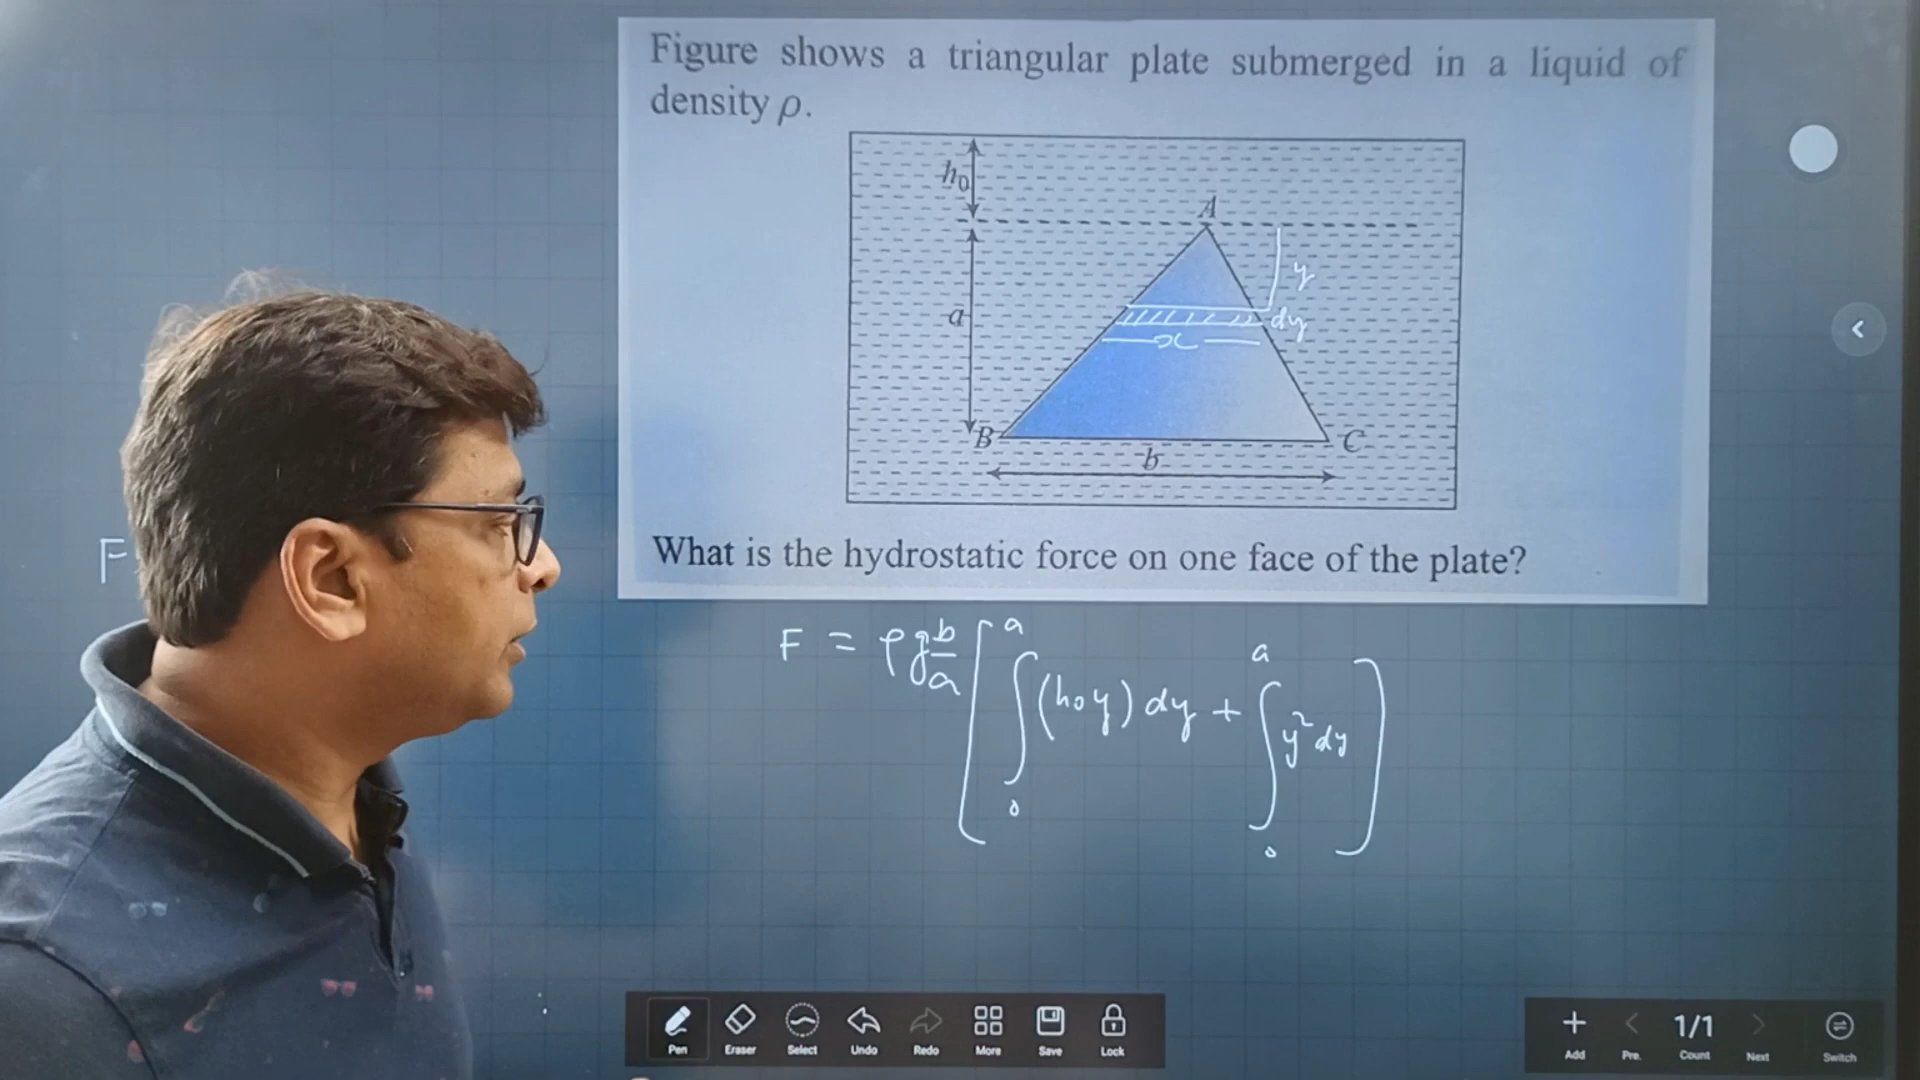 Figure shows a triangular plate submerged in a liquid of
density ρ.
h₀
A
y
a
dy
x
B
C
b
What is the hydrostatic force on one face of the plate?
F
F = ρg b/a [ ∫₀ᵃ (h₀y) dy + ∫₀ᵃ y² dy ]
Pen Eraser Select Undo Redo More Save Lock
+ < 1/1 >
Add Pre. Count Next Switch